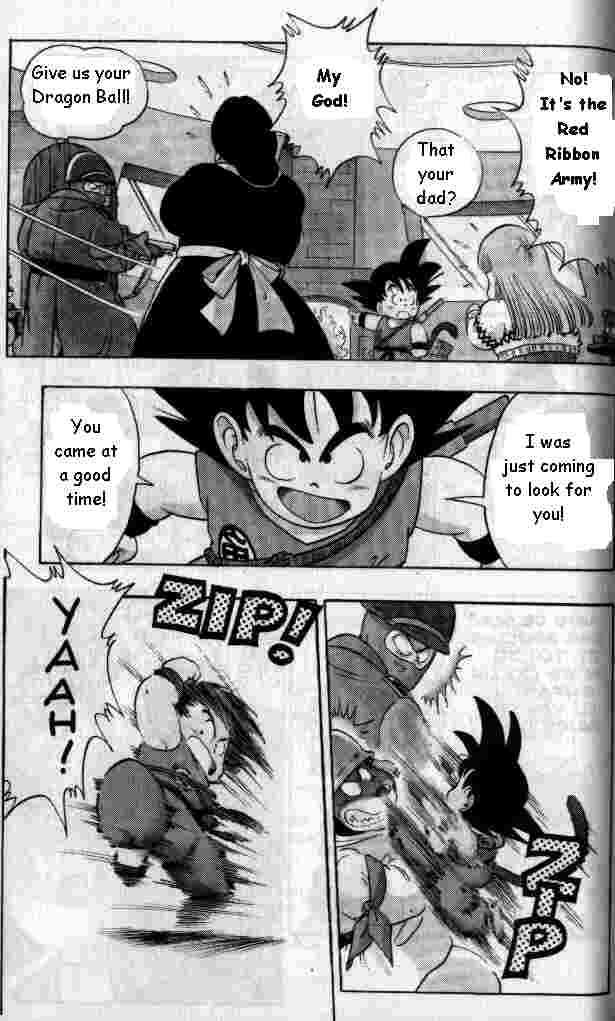 No!
It's the
Red
Ribbon
Army!
That
your
dad?
My
God!
Give us your
Dragon Ball!
I was
just coming
to look for
you!
You
came at
a good
time!
ZIP
ZIP!
YAAH!